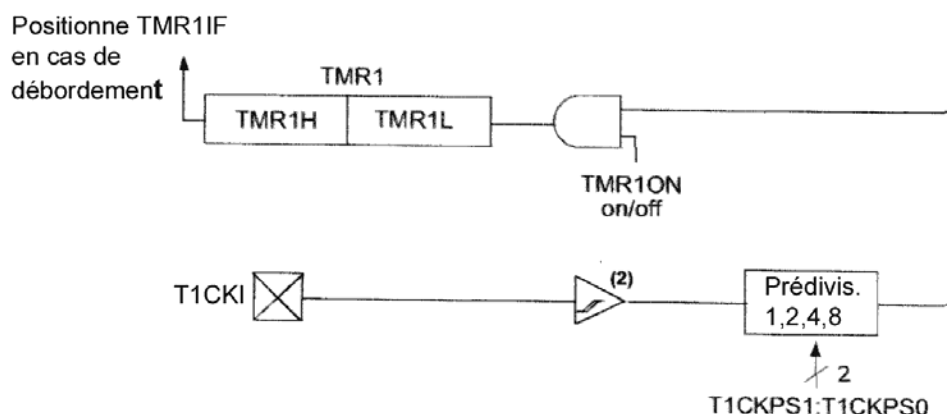 Positionne TMR1IF
en cas de
débordement
TMR1
TMR1H TMR1L
TMR1ON
on/off
T1CKI
(2)
Prédivis.
1,2,4,8
2
T1CKPS1:T1CKPS0